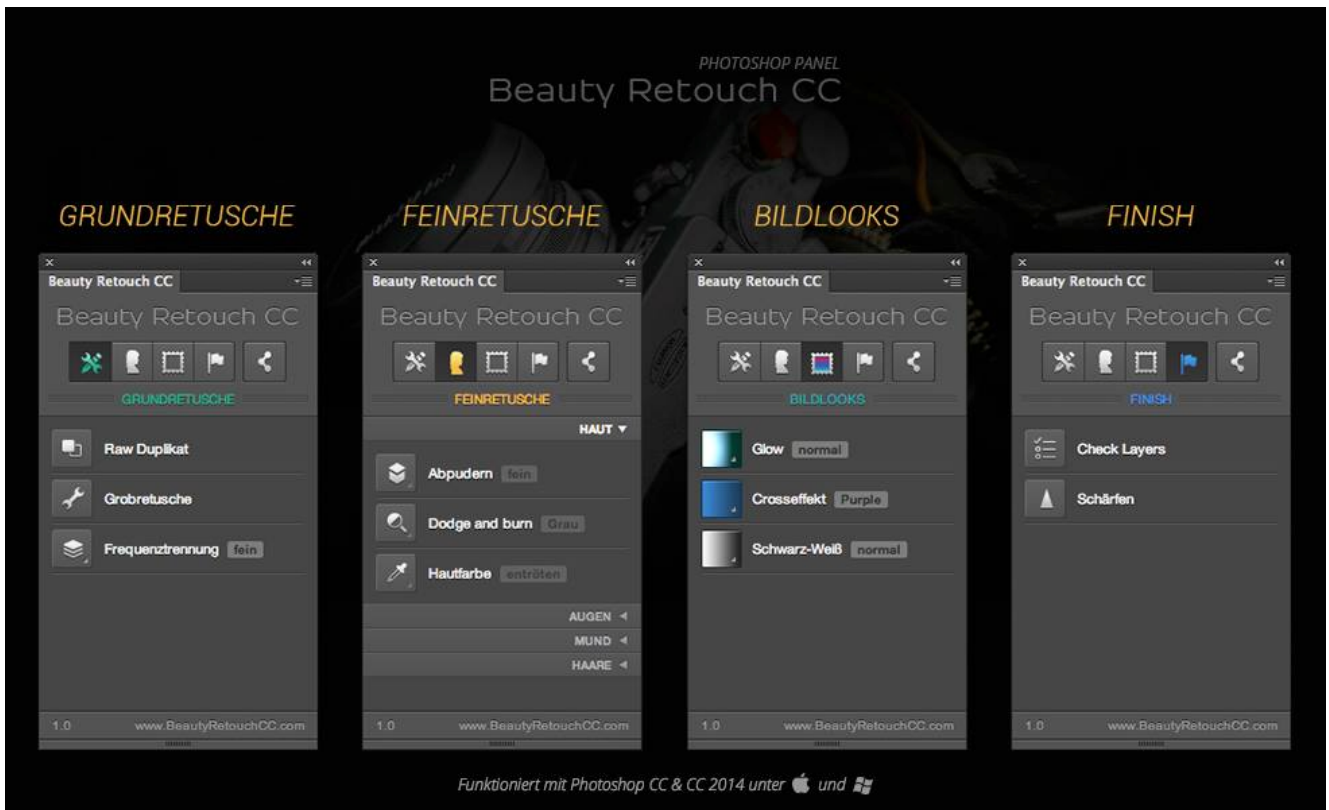 PHOTOSHOP PANEL
Beauty Retouch CC
GRUNDRETUSCHE
Beauty Retouch CC
Beauty Retouch CC
GRUNDRETUSCHE
Raw Duplikat
Grobretusche
Frequenztrennung fein
1.0 www.BeautyRetouchCC.com
FEINRETUSCHE
Beauty Retouch CC
Beauty Retouch CC
FEINRETUSCHE
HAUT
Abpudern fein
Dodge and burn Grau
Hautfarbe entröten
AUGEN
MUND
HAARE
1.0 www.BeautyRetouchCC.com
BILDLOOKS
Beauty Retouch CC
Beauty Retouch CC
BILDLOOKS
Glow normal
Crosseffekt Purple
Schwarz-Weiß normal
1.0 www.BeautyRetouchCC.com
FINISH
Beauty Retouch CC
Beauty Retouch CC
FINISH
Check Layers
Schärfen
1.0 www.BeautyRetouchCC.com
Funktioniert mit Photoshop CC & CC 2014 unter und